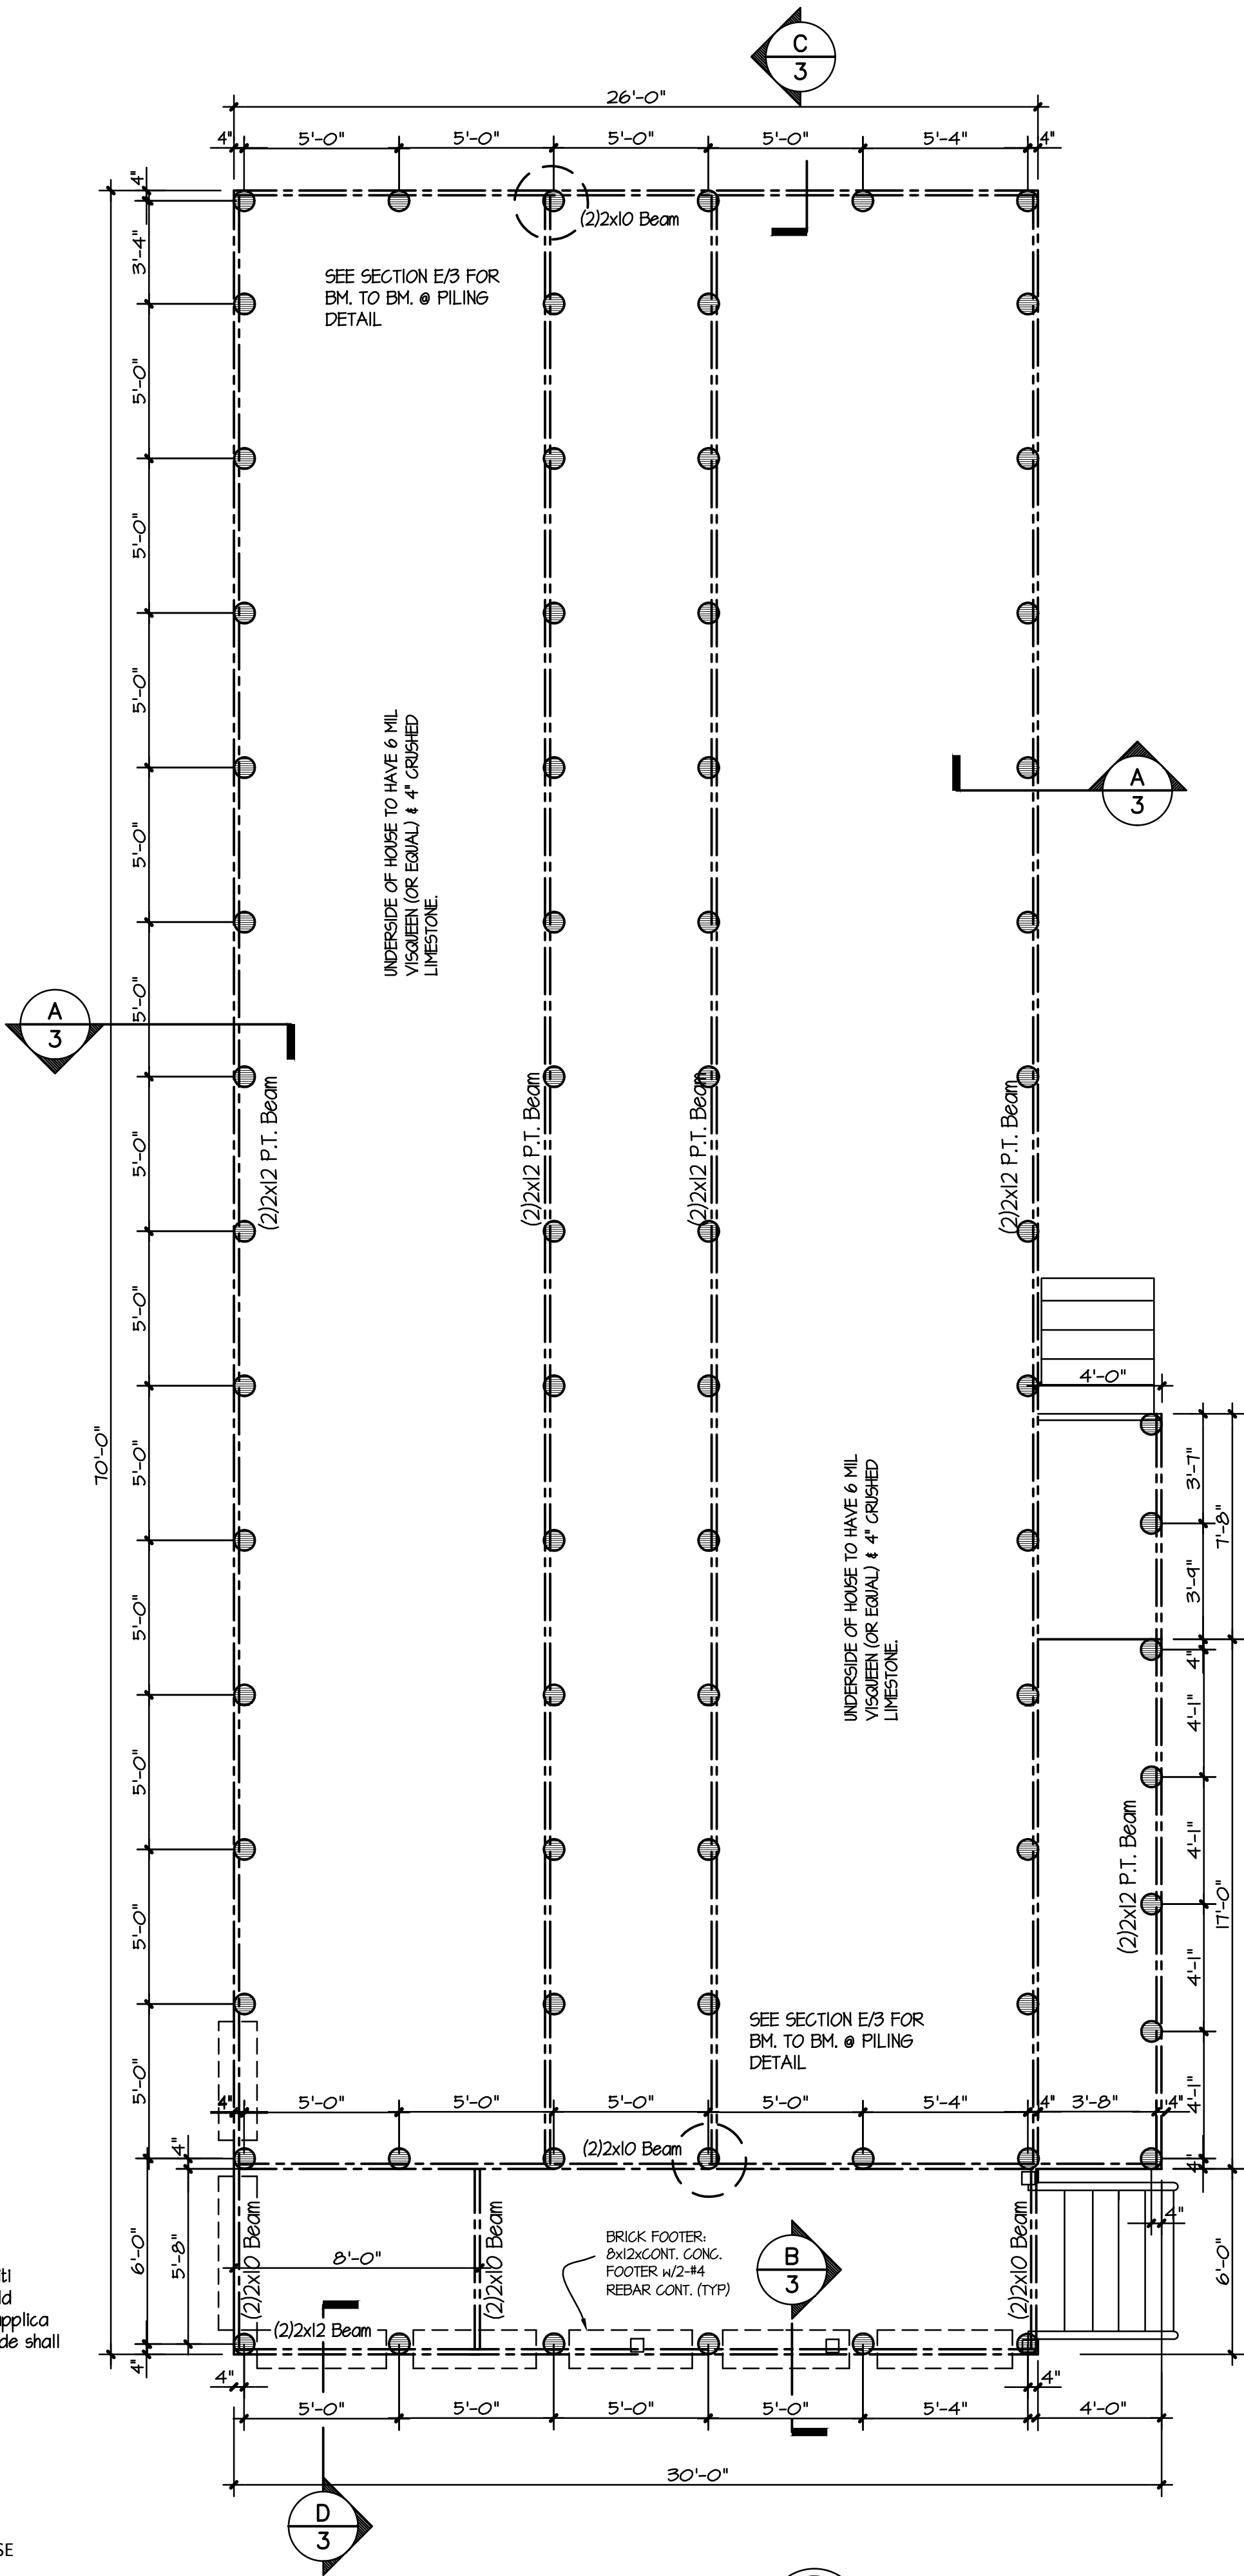 C
3
26'-0"
4"
5'-0"
5'-0"
5'-0"
5'-0"
5'-4"
4"
4"
3'-4"
(2)2x10 Beam
SEE SECTION E/3 FOR
BM. TO BM. @ PILING
DETAIL
5'-0"
5'-0"
5'-0"
5'-0"
5'-0"
5'-0"
5'-0"
5'-0"
5'-0"
5'-0"
5'-0"
5'-0"
70'-0"
UNDERSIDE OF HOUSE TO HAVE 6 MIL
VISQUEEN (OR EQUAL) & 4" CRUSHED
LIMESTONE.
A
3
A
3
(2)2x12 P.T. Beam
(2)2x12 P.T. Beam
(2)2x12 P.T. Beam
(2)2x12 P.T. Beam
4'-0"
3'-7"
7'-8"
3'-9"
UNDERSIDE OF HOUSE TO HAVE 6 MIL
VISQUEEN (OR EQUAL) & 4" CRUSHED
LIMESTONE.
4"
4'-1"
4'-1"
4'-1"
4'-1"
4"
17'-0"
(2)2x12 P.T. Beam
SEE SECTION E/3 FOR
BM. TO BM. @ PILING
DETAIL
4"
5'-0"
5'-0"
5'-0"
5'-0"
5'-4"
4"
3'-8"
4"
4"
(2)2x10 Beam
6'-0"
5'-8"
4"
(2)2x10 Beam
8'-0"
(2)2x10 Beam
BRICK FOOTER:
8x12xCONT. CONC.
FOOTER w/2-#4
REBAR CONT. (TYP)
B
3
(2)2x10 Beam
4"
6'-0"
(2)2x12 Beam
4"
5'-0"
5'-0"
5'-0"
5'-0"
5'-4"
4"
4'-0"
30'-0"
D
3